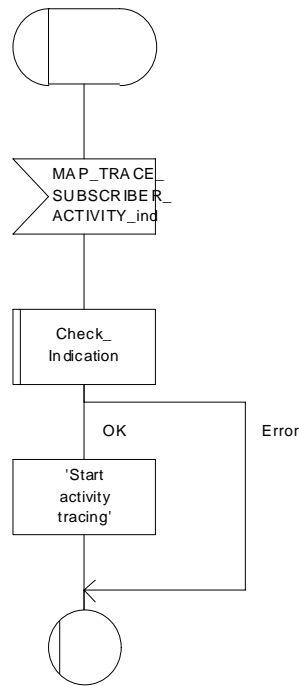 MAP_TRACE_
SUBSCRIBER_
ACTIVITY_ind
Check_
Indication
OK
Error
'Start
activity
tracing'